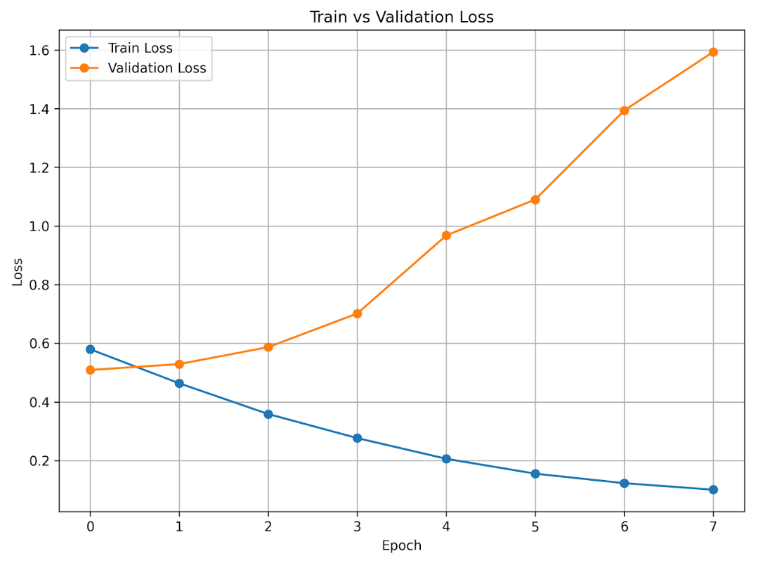 Train vs Validation Loss
Train Loss
Validation Loss
1.6
1.4
1.2
1.0
0.8
0.6
0.4
0.2
Loss
0 1 2 3 4 5 6 7
Epoch